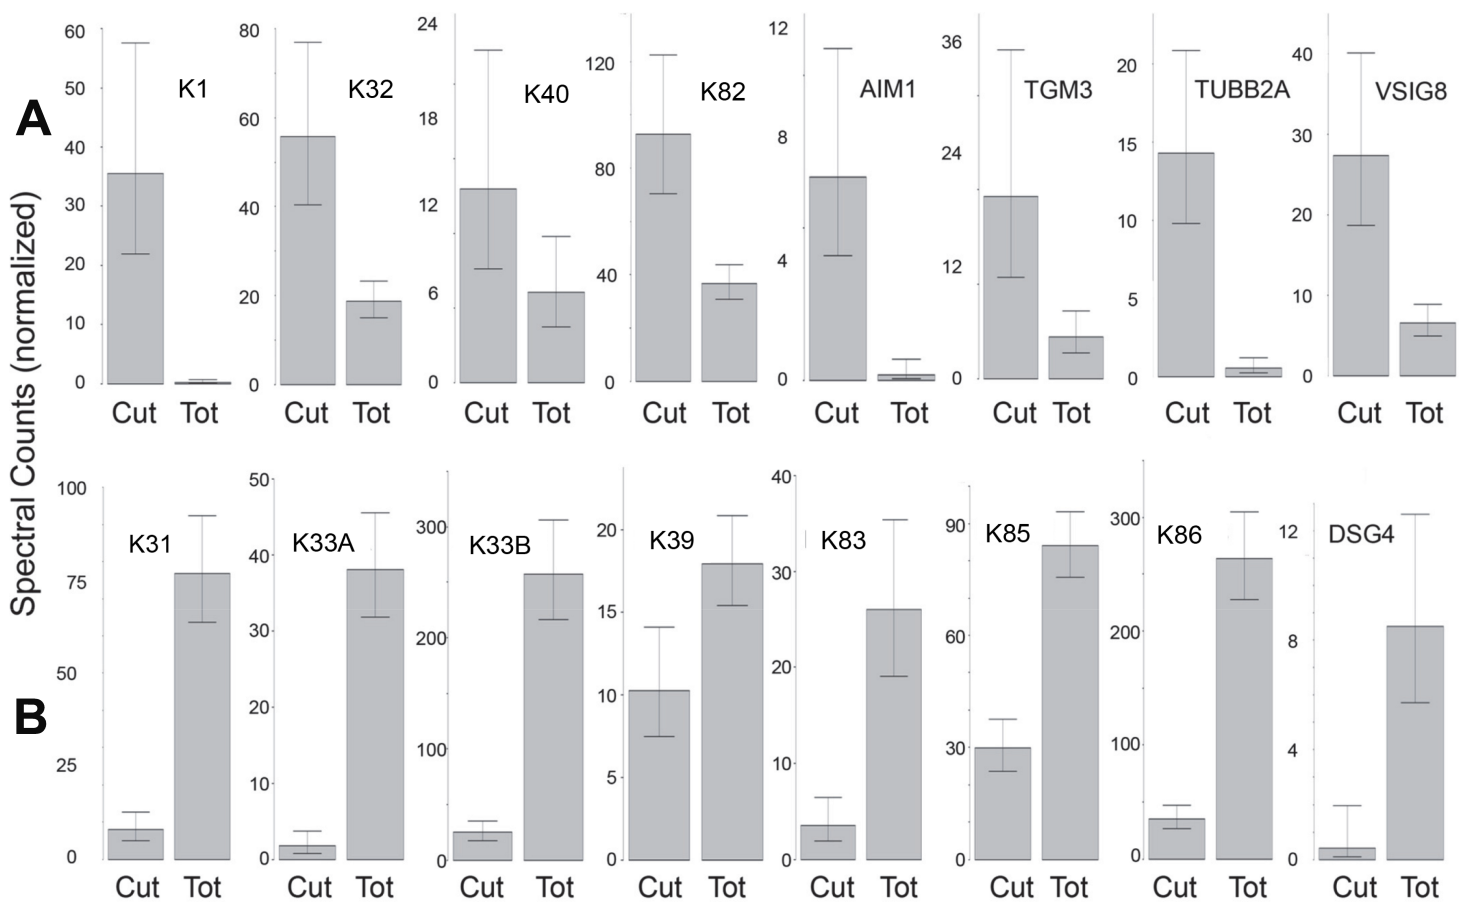 A
Spectral Counts (normalized)
K1
60
50
40
30
20
10
0
Cut Tot
K32
80
60
40
20
0
Cut Tot
K40
24
18
12
6
0
Cut Tot
K82
120
80
40
0
Cut Tot
AIM1
12
8
4
0
Cut Tot
TGM3
36
24
12
0
Cut Tot
TUBB2A
20
15
10
5
0
Cut Tot
VSIG8
40
30
20
10
0
Cut Tot
B
K31
100
75
50
25
0
Cut Tot
K33A
50
40
30
20
10
0
Cut Tot
K33B
300
200
100
0
Cut Tot
K39
20
15
10
5
0
Cut Tot
K83
40
30
20
10
0
Cut Tot
K85
90
60
30
0
Cut Tot
K86
300
200
100
0
Cut Tot
DSG4
12
8
4
0
Cut Tot